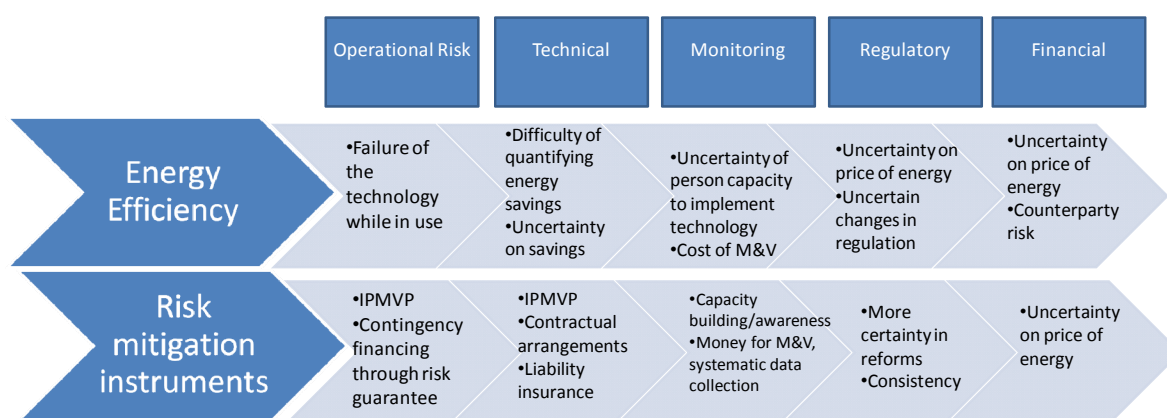 Operational Risk
Technical
Monitoring
Regulatory
Financial
Energy
Efficiency
•Failure of
the
technology
while in use
•Difficulty of
quantifying
energy
savings
•Uncertainty
on savings
•Uncertainty of
person capacity
to implement
technology
•Cost of M&V
•Uncertainty on
price of energy
•Uncertain
changes in
regulation
•Uncertainty
on price of
energy
•Counterparty
risk
Risk
mitigation
instruments
•IPMVP
•Contingency
financing
through risk
guarantee
•IPMVP
•Contractual
arrangements
•Liability
insurance
•Capacity
building/awareness
•Money for M&V,
systematic data
collection
•More
certainty in
reforms
•Consistency
•Uncertainty
on price of
energy